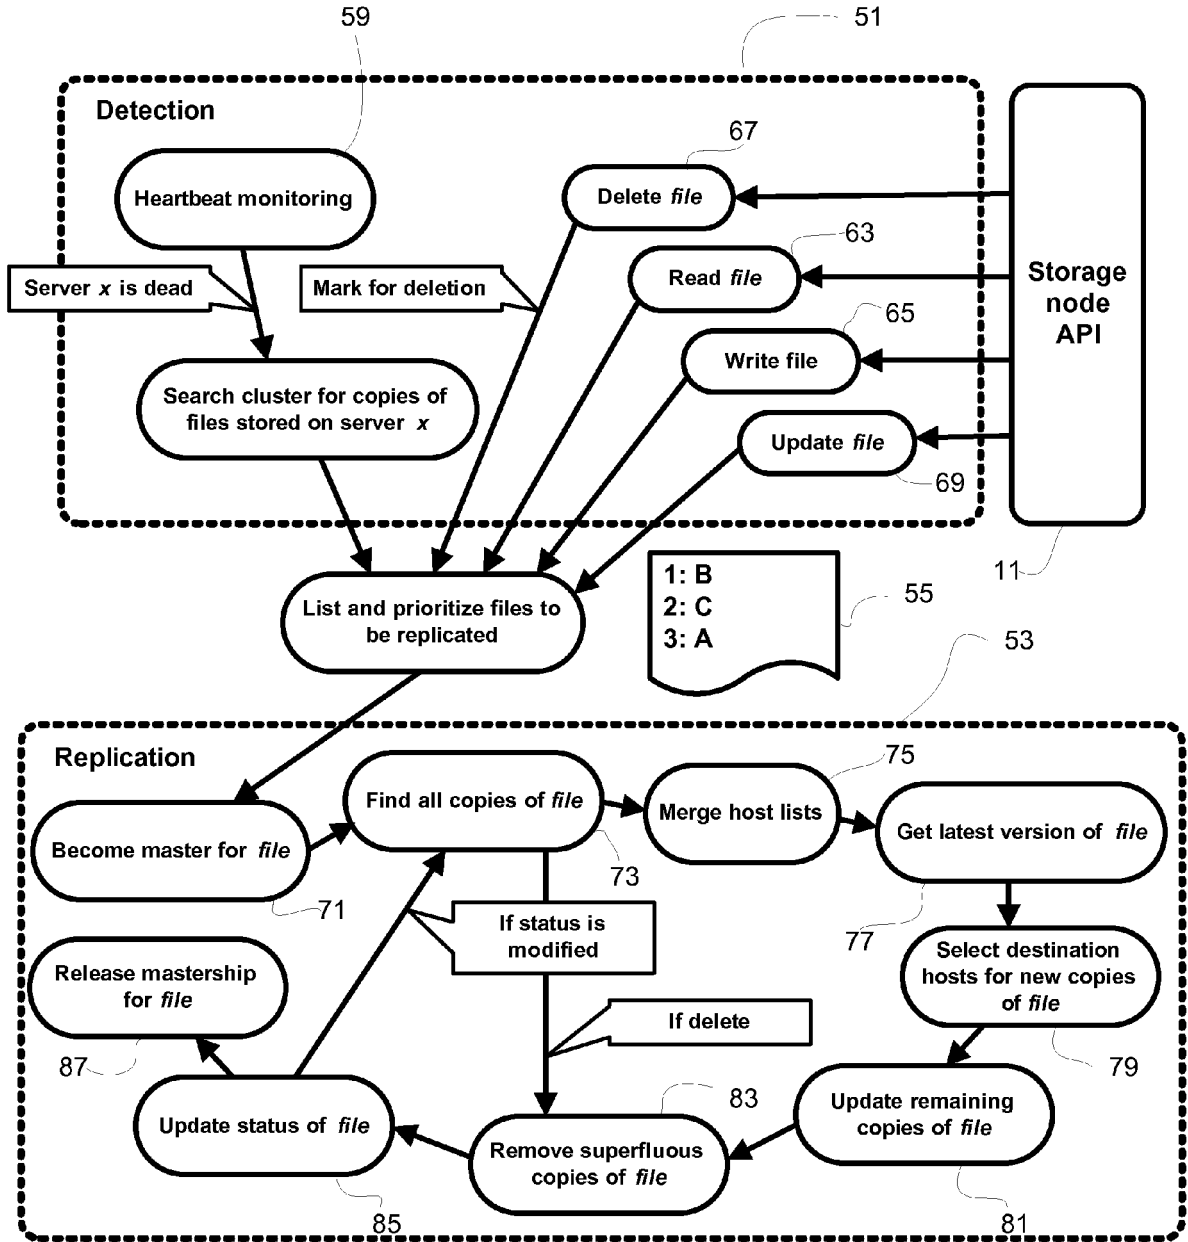 59
51
Detection
67
Heartbeat monitoring
Delete file
63
Read file
Server x is dead
Mark for deletion
Storage
node
API
65
Write file
Search cluster for copies of
files stored on server x
Update file
69
11
1: B
2: C
3: A
55
List and prioritize files to
be replicated
53
Replication
75
Find all copies of file
Merge host lists
Get latest version of file
Become master for file
73
71
77
If status is
modified
Select destination
hosts for new copies
of file
Release mastership
for file
If delete
87
79
83
Update remaining
copies of file
Update status of file
Remove superfluous
copies of file
85
81